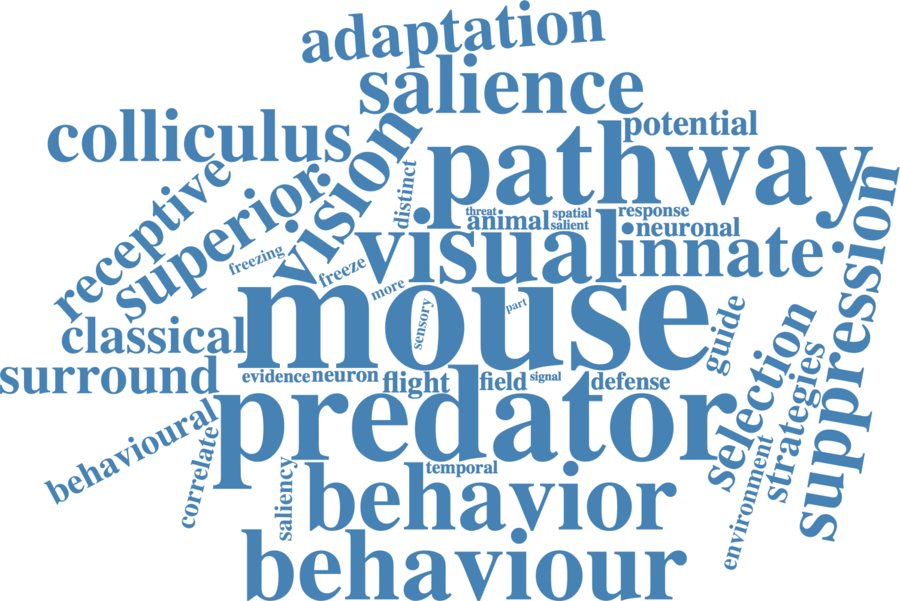 adaptation
salience
colliculus
potential
vision
pathway
receptive
superior
distinct
suppression
threat
animal
spatial
salient
response
neuronal
visual
innate
freezing
freeze
more
mouse
sensory
part
guide
classical
selection
surround
evidence
neuron
flight
field
signal
defense
strategies
predator
behavioural
correlate
saliency
temporal
behavior
environment
behaviour